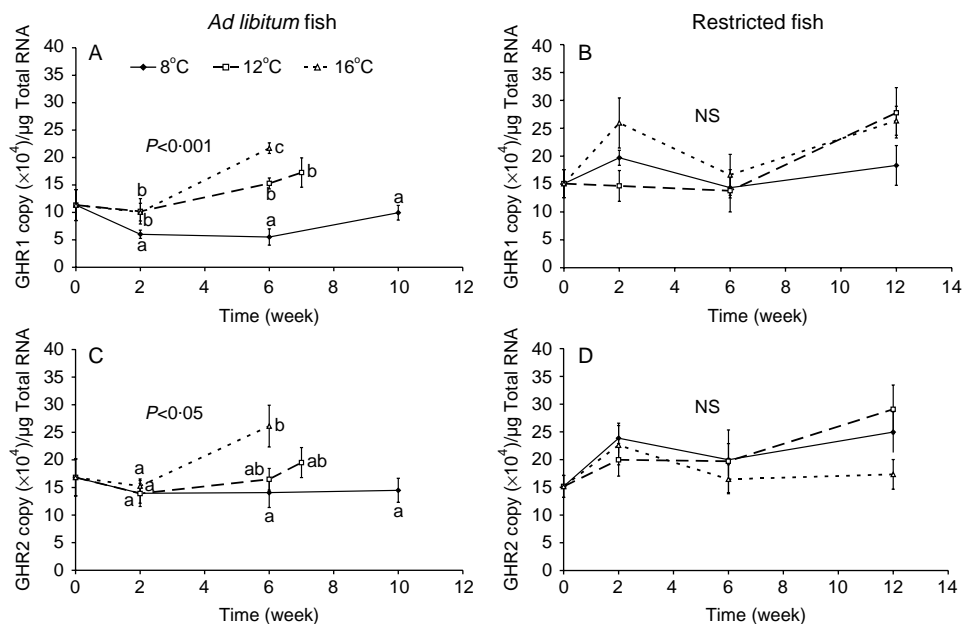 Ad libitum fish
Restricted fish
A
8°C 12°C 16°C
P<0·001
GHR1 copy (×10⁴)/µg Total RNA
40
35
30
25
20
15
10
5
0
b
b
a
c
b
a
b
a
0 2 4 6 8 10 12
Time (week)
B
NS
GHR1 copy (×10⁴)/µg Total RNA
40
35
30
25
20
15
10
5
0
0 2 4 6 8 10 12 14
Time (week)
C
P<0·05
GHR2 copy (×10⁴)/µg Total RNA
40
35
30
25
20
15
10
5
0
a
a
a
b
ab
a
ab
a
0 2 4 6 8 10 12
Time (week)
D
NS
GHR2 copy (×10⁴)/µg Total RNA
40
35
30
25
20
15
10
5
0
0 2 4 6 8 10 12 14
Time (week)